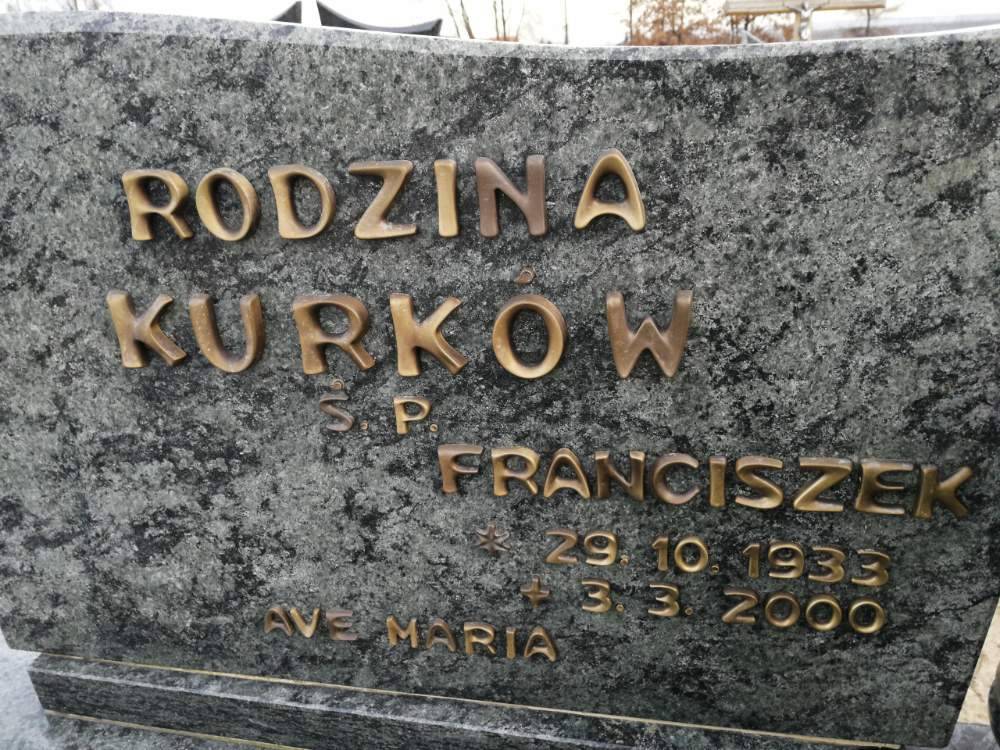 RODZINA
KURKÓW
Ś. P.
FRANCISZEK
* 29. 10. 1933
+ 3. 3. 2000
AVE MARIA